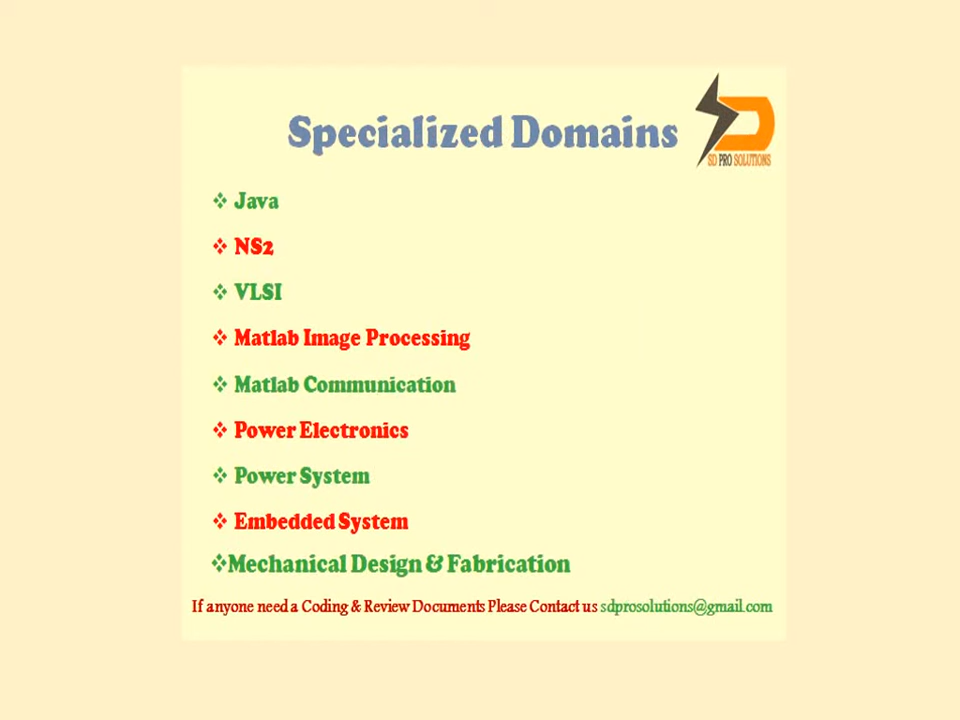 Specialized Domains
SD PRO SOLUTIONS
❖ Java
❖ NS2
❖ VLSI
❖ Matlab Image Processing
❖ Matlab Communication
❖ Power Electronics
❖ Power System
❖ Embedded System
❖Mechanical Design & Fabrication
If anyone need a Coding & Review Documents Please Contact us sdprosolutions@gmail.com